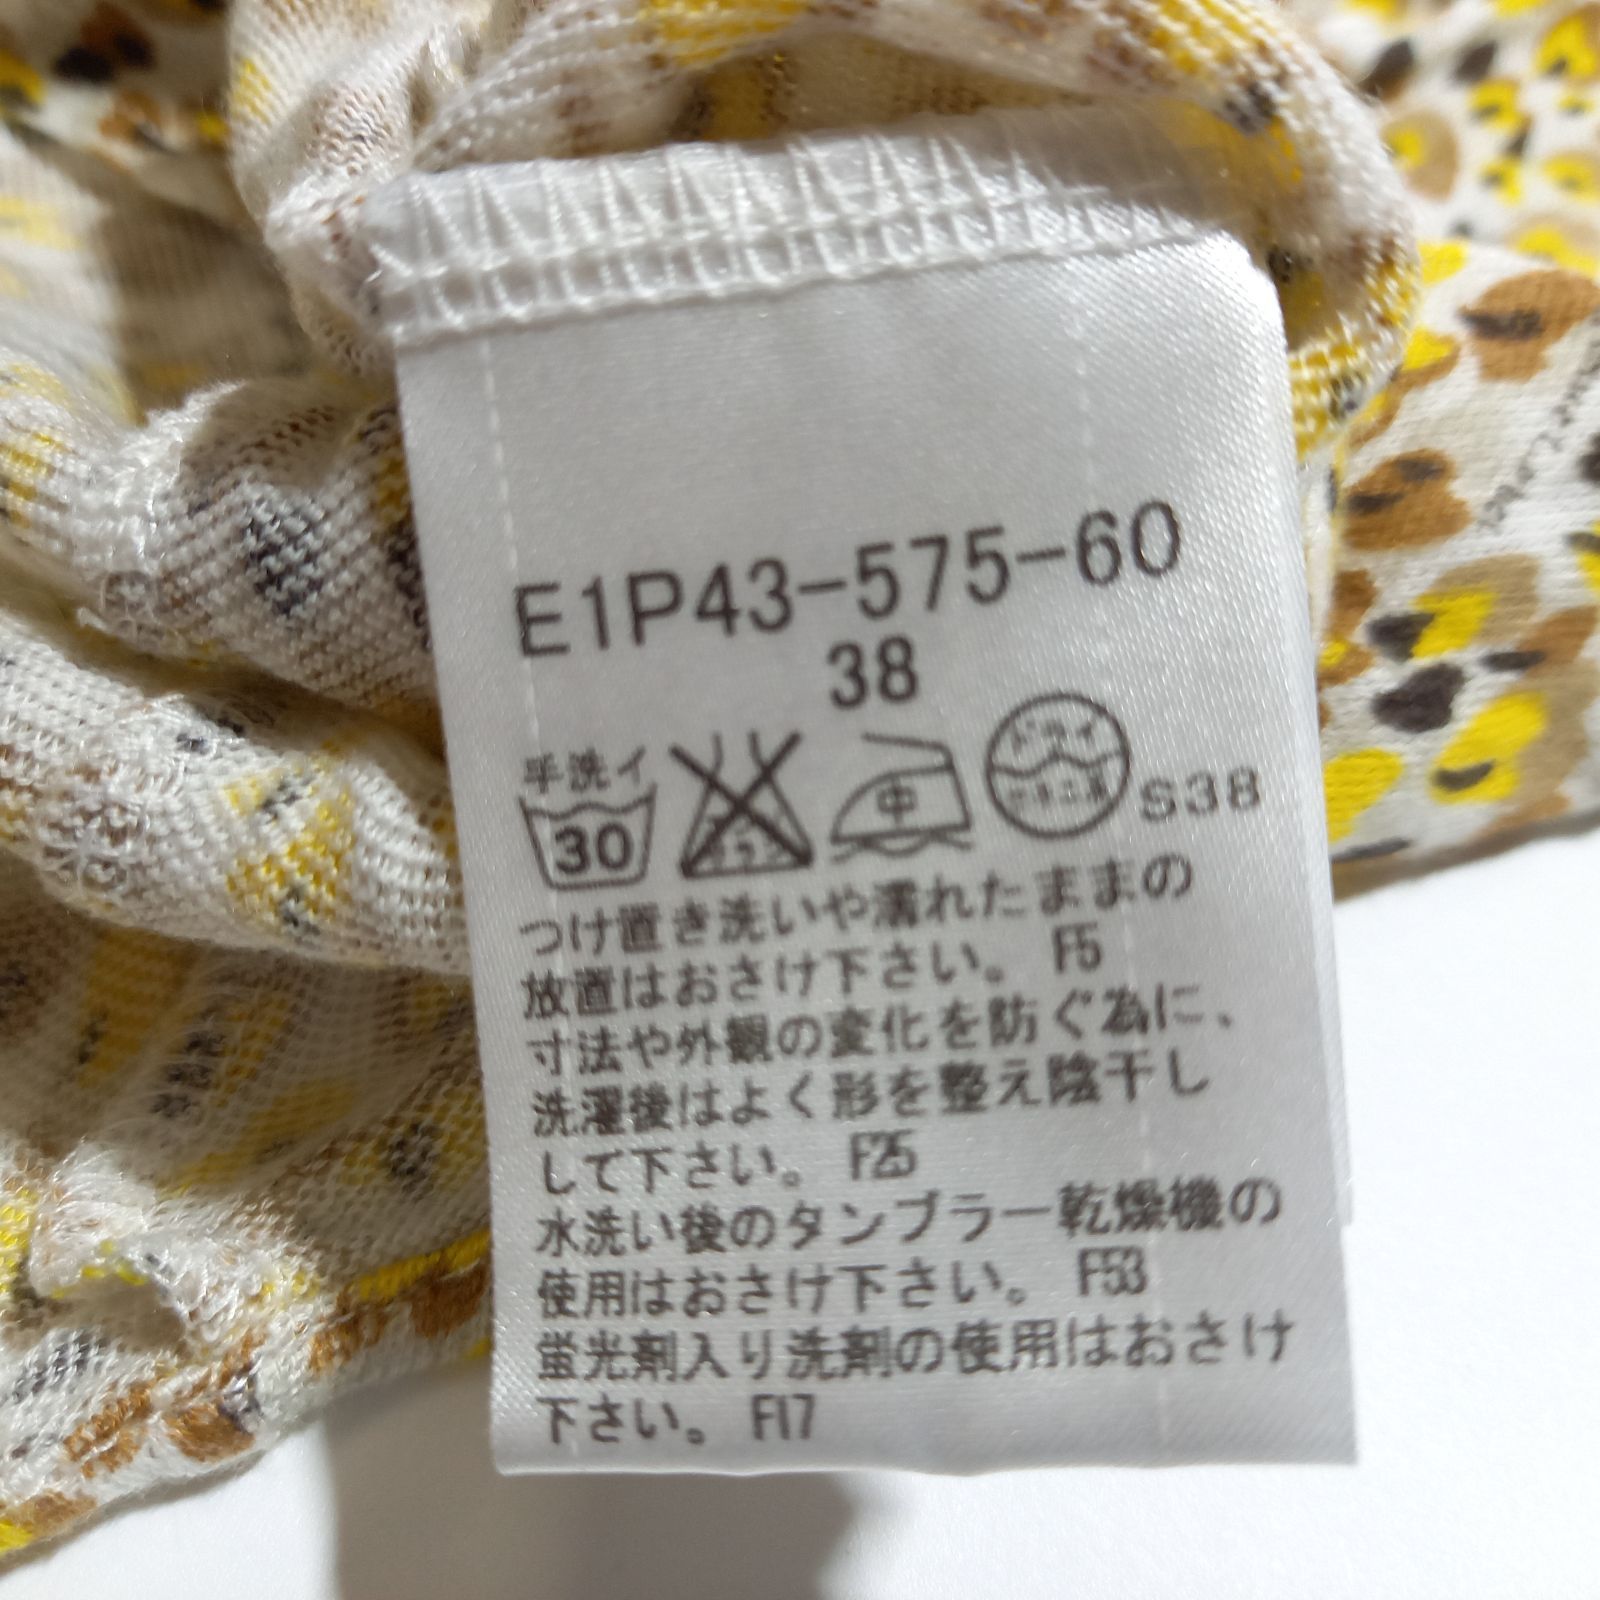 E1P43-575-60
38
手洗イ
30
中
ドライ
S38
つけ置き洗いや濡れたままの
放置はおさけ下さい。 F5
寸法や外観の変化を防ぐ為に、
洗濯後はよく形を整え陰干し
して下さい。 F25
水洗い後のタンブラー乾燥機の
使用はおさけ下さい。 F53
蛍光剤入り洗剤の使用はおさけ
下さい。 F17